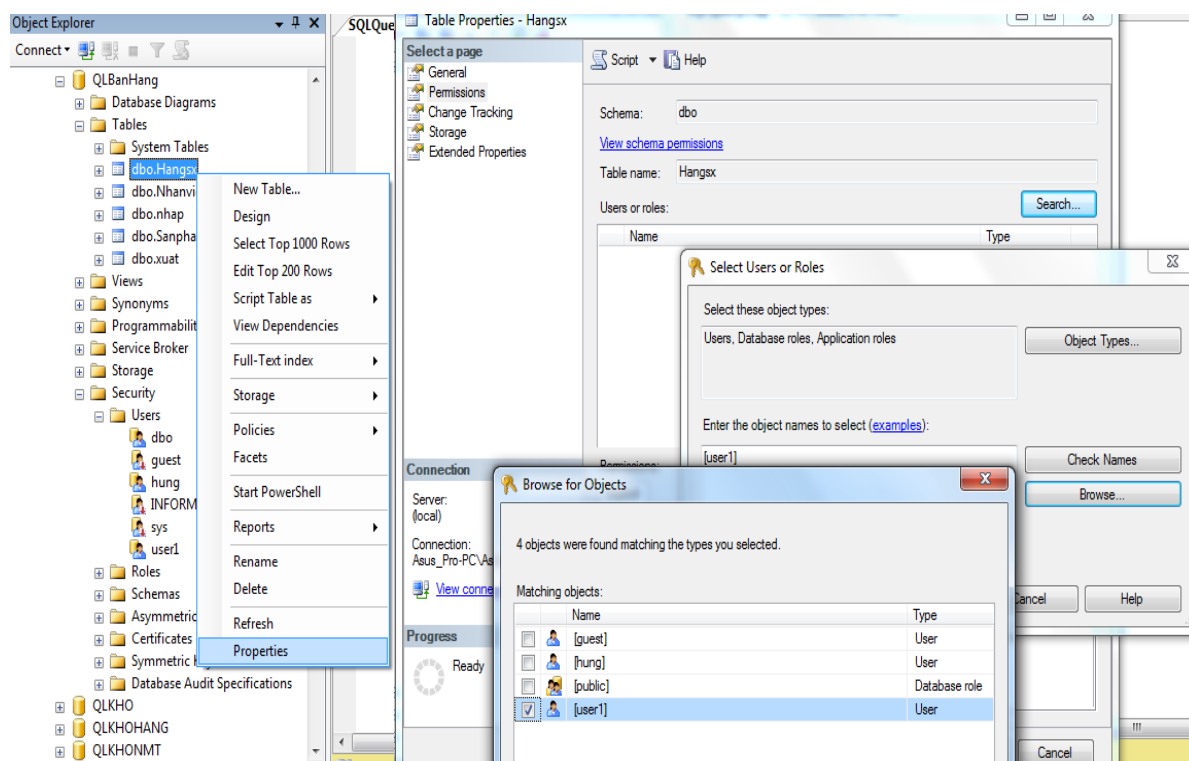 Object Explorer
Connect
QLBanHang
Database Diagrams
Tables
System Tables
dbo.Hangsx
dbo.Nhanvi
dbo.nhap
dbo.Sanpha
dbo.xuat
Views
Synonyms
Programmabilit
Service Broker
Storage
Security
Users
dbo
guest
hung
INFORM
sys
user1
Roles
Schemas
Asymmetric
Certificates
Symmetric
Database Audit Specifications
QLKHO
QLKHOHANG
QLKHONMT
New Table...
Design
Select Top 1000 Rows
Edit Top 200 Rows
Script Table as
View Dependencies
Full-Text index
Storage
Policies
Facets
Start PowerShell
Reports
Rename
Delete
Refresh
Properties
SQLQue
Table Properties - Hangsx
Select a page
General
Permissions
Change Tracking
Storage
Extended Properties
Connection
Server:
(local)
Connection:
Asus_Pro-PC\As
View conne
Progress
Ready
Script
Help
Schema: dbo
View schema permissions
Table name: Hangsx
Users or roles:
Search...
Name Type
Select Users or Roles
Select these object types:
Users, Database roles, Application roles
Object Types...
Enter the object names to select (examples):
[user1]
Check Names
Browse...
Cancel
Help
Browse for Objects
4 objects were found matching the types you selected.
Matching objects:
Name Type
[guest] User
[hung] User
[public] Database role
[user1] User
Cancel